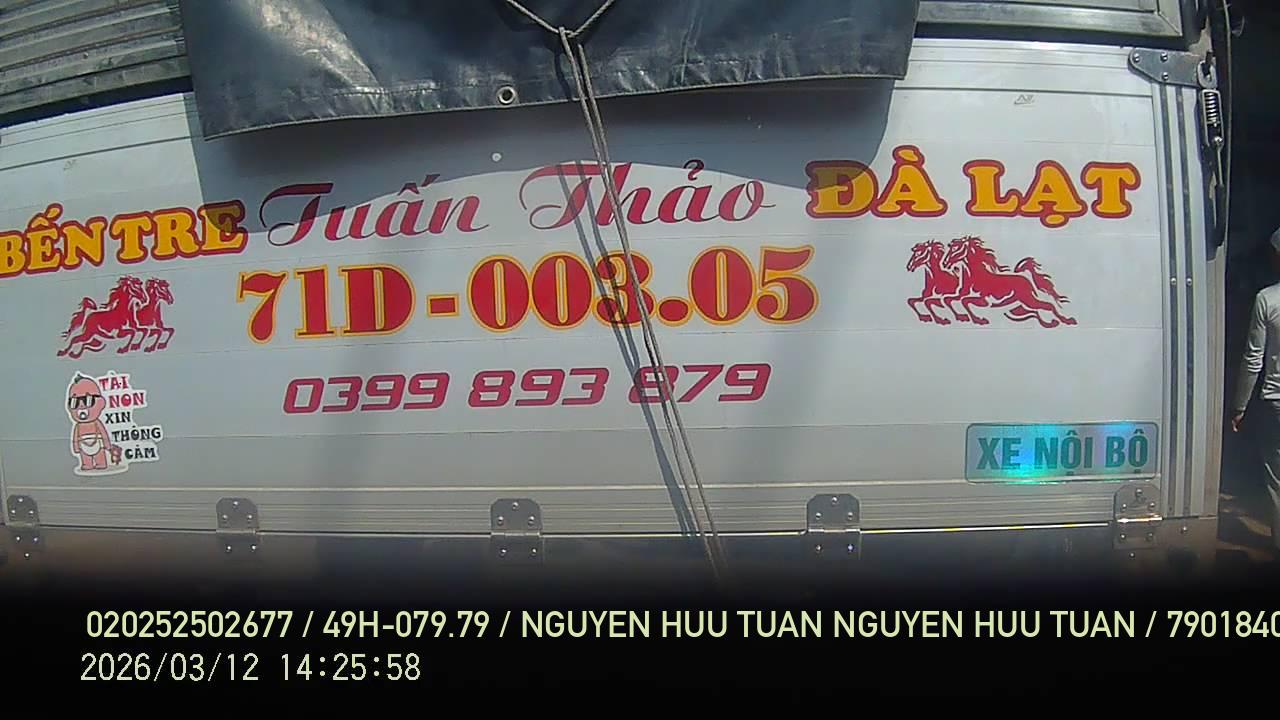 BẾN TRE Tuấn Thảo ĐÀ LẠT
71D-003.05
0399 893 879
TAI
NON
XIN
THÔNG
CẢM
XE NỘI BỘ
020252502677 / 49H-079.79 / NGUYEN HUU TUAN NGUYEN HUU TUAN / 7901840
2026/03/12 14:25:58